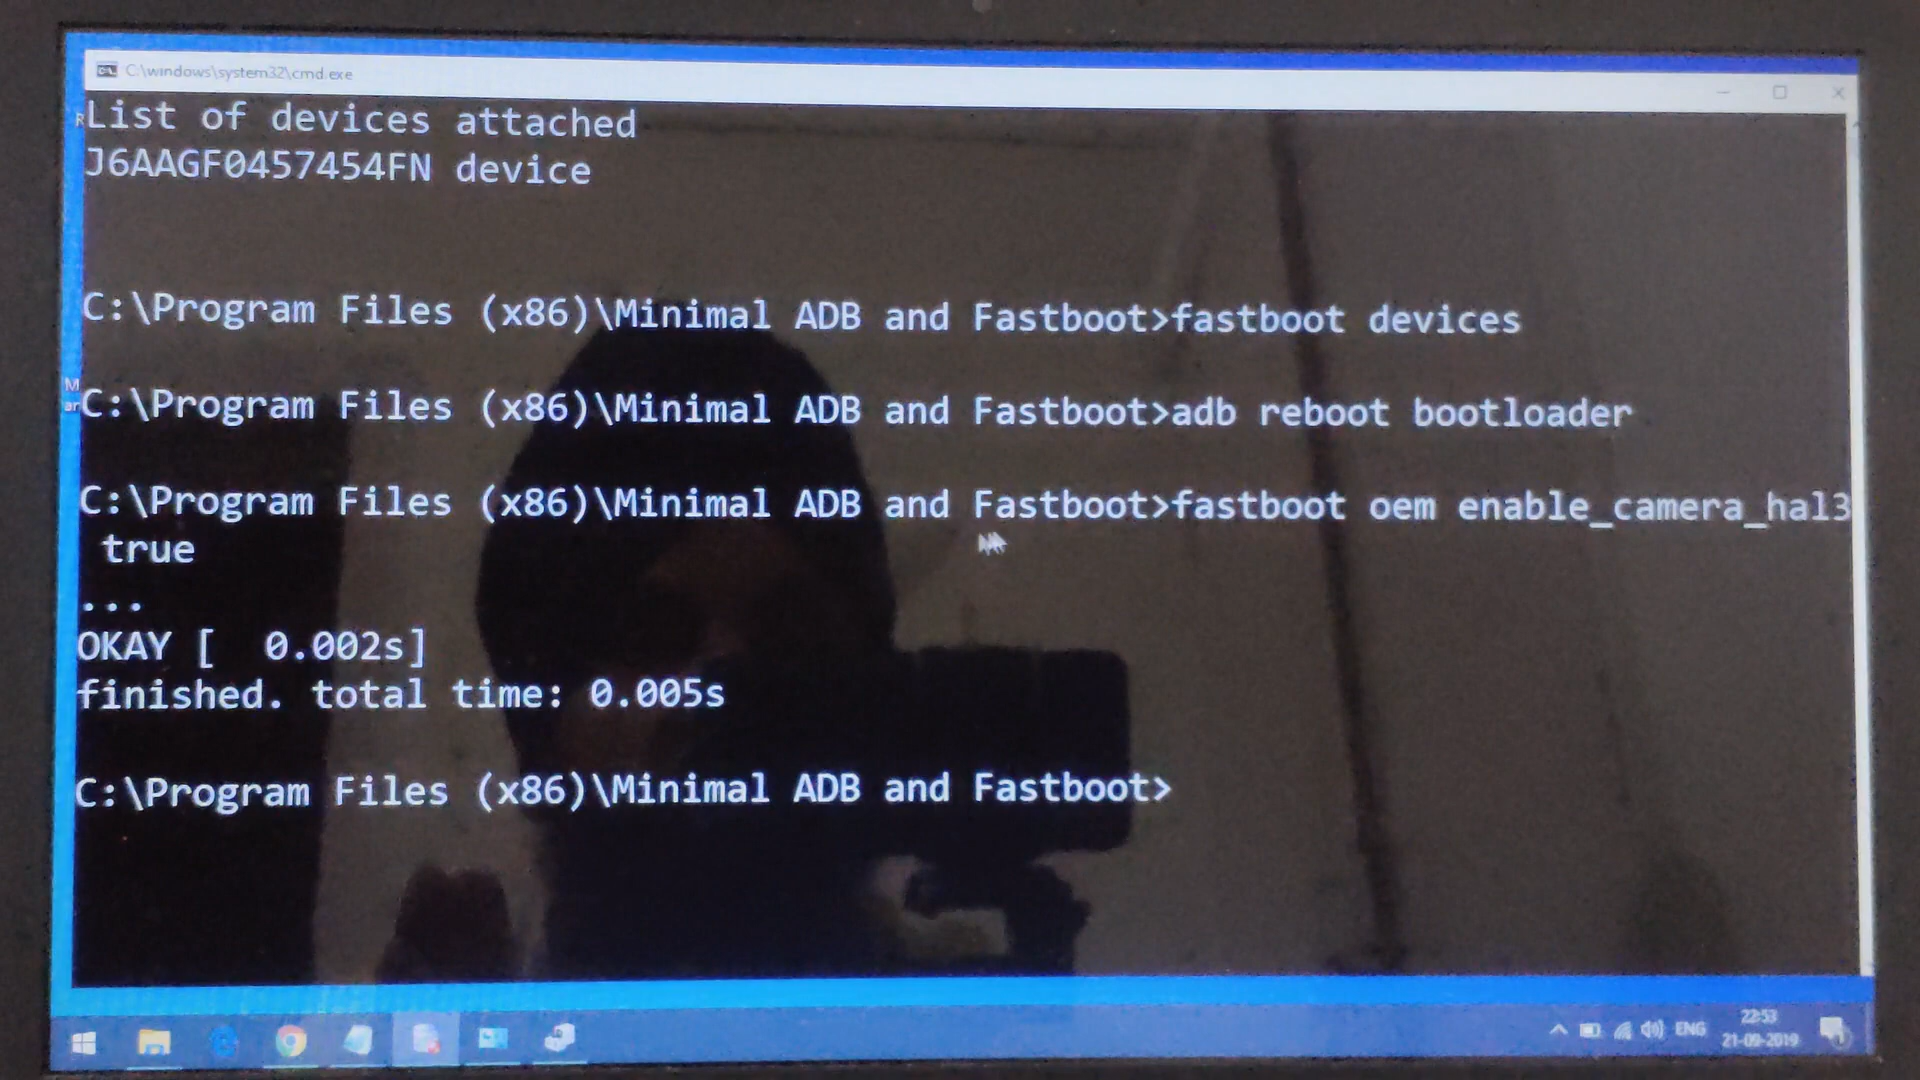 C:\windows\system32\cmd.exe
List of devices attached
J6AAGF0457454FN device
C:\Program Files (x86)\Minimal ADB and Fastboot>fastboot devices
C:\Program Files (x86)\Minimal ADB and Fastboot>adb reboot bootloader
C:\Program Files (x86)\Minimal ADB and Fastboot>fastboot oem enable_camera_hal3
true
...
OKAY [  0.002s]
finished. total time: 0.005s
C:\Program Files (x86)\Minimal ADB and Fastboot>
R
M
ar
ENG
22:53
21-09-2019